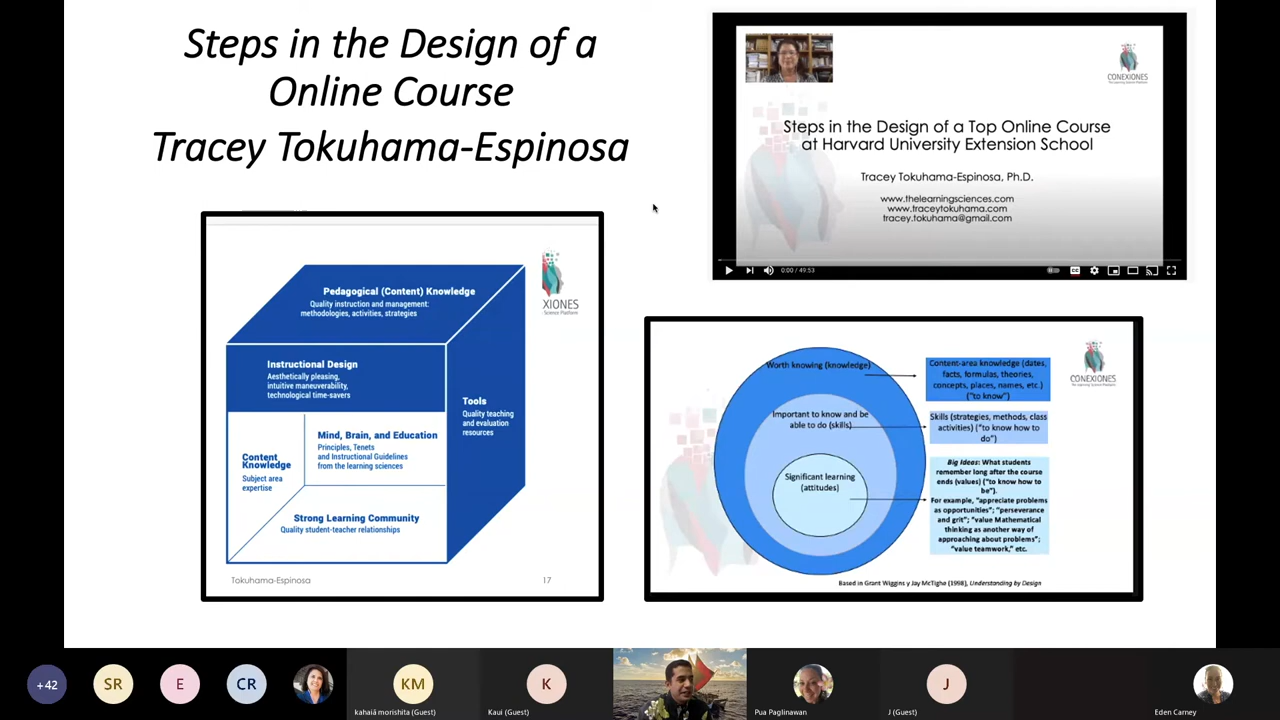 Steps in the Design of a
Online Course
Tracey Tokuhama-Espinosa
CONEXIONES
Steps in the Design of a Top Online Course
at Harvard University Extension School
Tracey Tokuhama-Espinosa, Ph.D.
www.thelearningsciences.com
www.traceytokuhama.com
tracey.tokuhama@gmail.com
0:00 / 49:53
CC
XIONES
Science Platform
Pedagogical (Content) Knowledge
Quality instruction and management:
methodologies, activities, strategies
Instructional Design
Aesthetically pleasing,
intuitive maneuverability,
technological time-savers
Tools
Quality teaching
and evaluation
resources
Mind, Brain, and Education
Principles, Tenets
and Instructional Guidelines
from the learning sciences
Content
Knowledge
Subject area
expertise
Strong Learning Community
Quality student-teacher relationships
Tokuhama-Espinosa
17
CONEXIONES
Worth knowing (knowledge)
Important to know and be
able to do (skills)
Significant learning
(attitudes)
Content-area knowledge (dates,
facts, formulas, theories,
concepts, places, names, etc.)
("to know")
Skills (strategies, methods, class
activities) ("to know how to
do")
Big Ideas: What students
remember long after the course
ends (values) ("to know how to
be").
For example, "appreciate problems
as opportunities"; "perseverance
and grit"; "value Mathematical
thinking as another way of
approaching about problems";
"value teamwork," etc.
Based in Grant Wiggins y Jay McTighe (1998), Understanding by Design
+42
SR
E
CR
KM
kahaiā morishita (Guest)
K
Kaui (Guest)
Pua Paglinawan
J
J (Guest)
Eden Carney